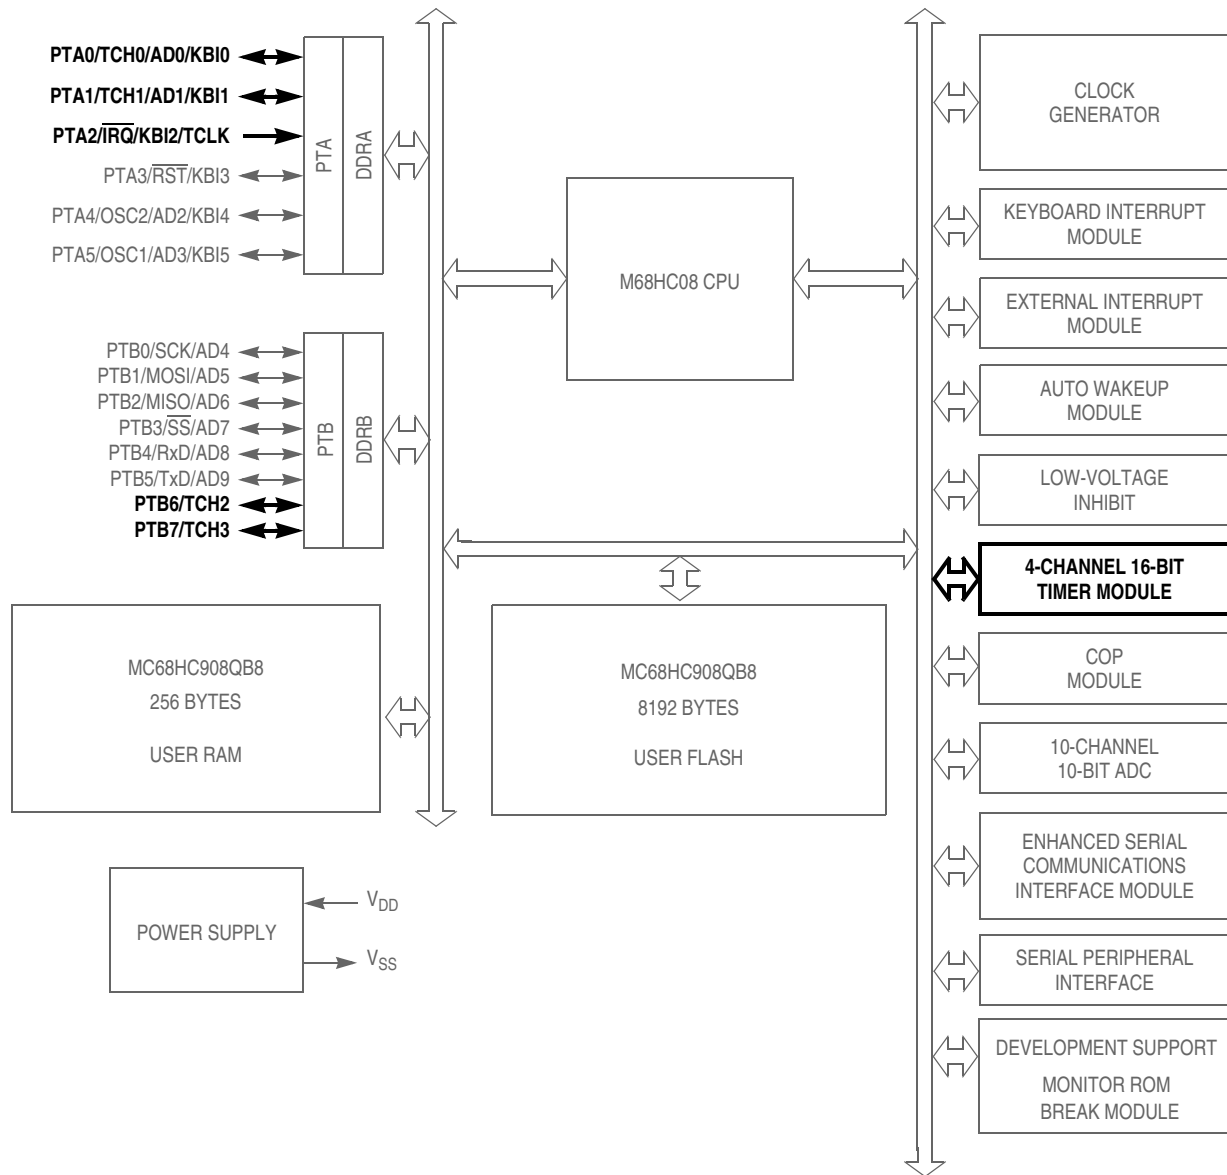 PTA0/TCH0/AD0/KBI0
PTA1/TCH1/AD1/KBI1
PTA2/IRQ/KBI2/TCLK
PTA3/RST/KBI3
PTA4/OSC2/AD2/KBI4
PTA5/OSC1/AD3/KBI5
PTA
DDRA
PTB0/SCK/AD4
PTB1/MOSI/AD5
PTB2/MISO/AD6
PTB3/SS/AD7
PTB4/RxD/AD8
PTB5/TxD/AD9
PTB6/TCH2
PTB7/TCH3
PTB
DDRB
M68HC08 CPU
MC68HC908QB8
256 BYTES
USER RAM
MC68HC908QB8
8192 BYTES
USER FLASH
POWER SUPPLY
VDD
VSS
CLOCK
GENERATOR
KEYBOARD INTERRUPT
MODULE
EXTERNAL INTERRUPT
MODULE
AUTO WAKEUP
MODULE
LOW-VOLTAGE
INHIBIT
4-CHANNEL 16-BIT
TIMER MODULE
COP
MODULE
10-CHANNEL
10-BIT ADC
ENHANCED SERIAL
COMMUNICATIONS
INTERFACE MODULE
SERIAL PERIPHERAL
INTERFACE
DEVELOPMENT SUPPORT
MONITOR ROM
BREAK MODULE